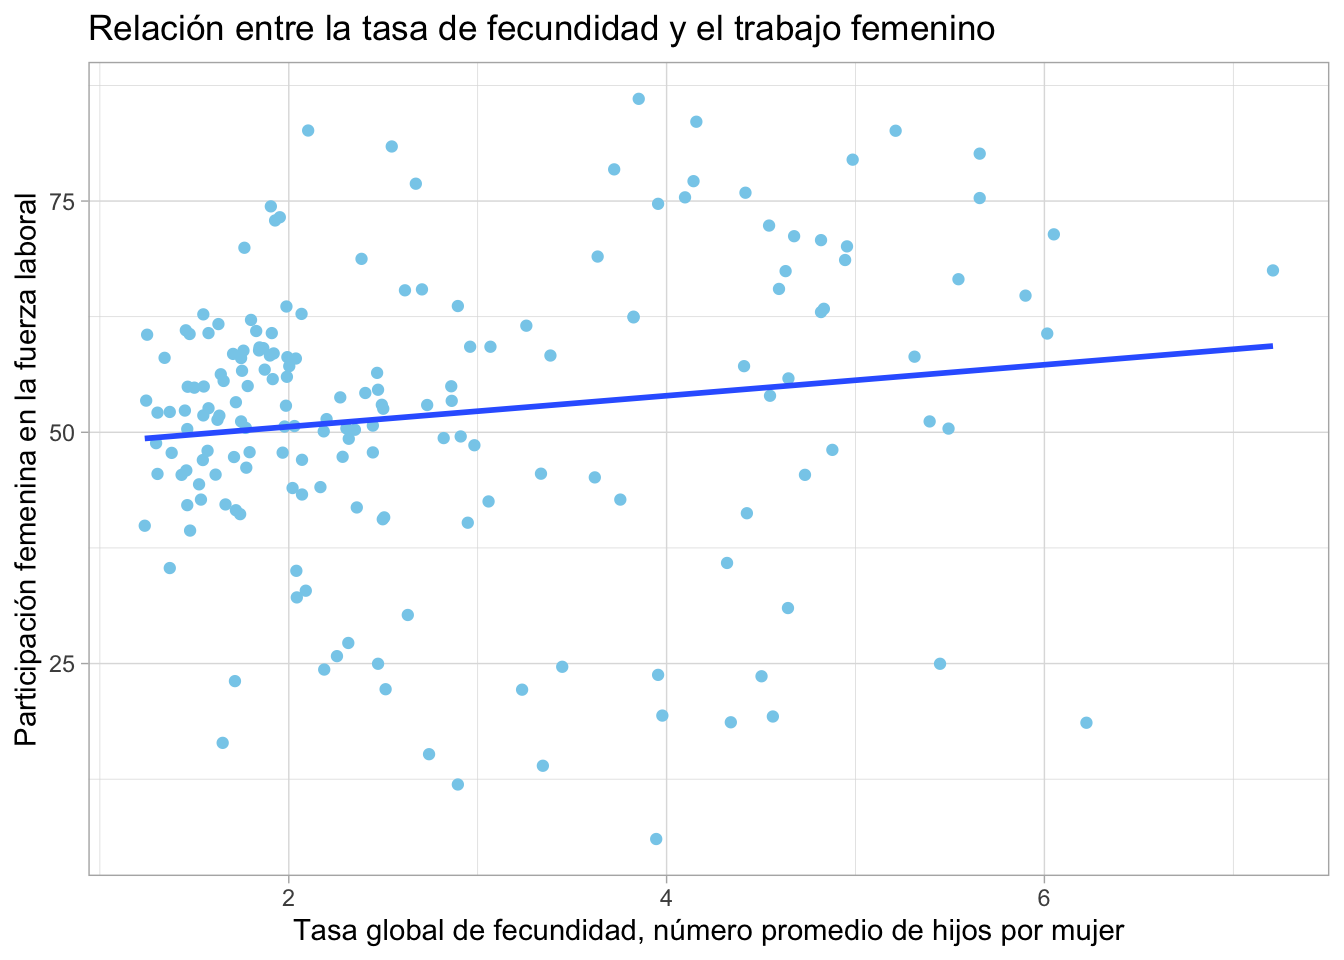 Relación entre la tasa de fecundidad y el trabajo femenino
Participación femenina en la fuerza laboral
75
50
25
2
4
6
Tasa global de fecundidad, número promedio de hijos por mujer